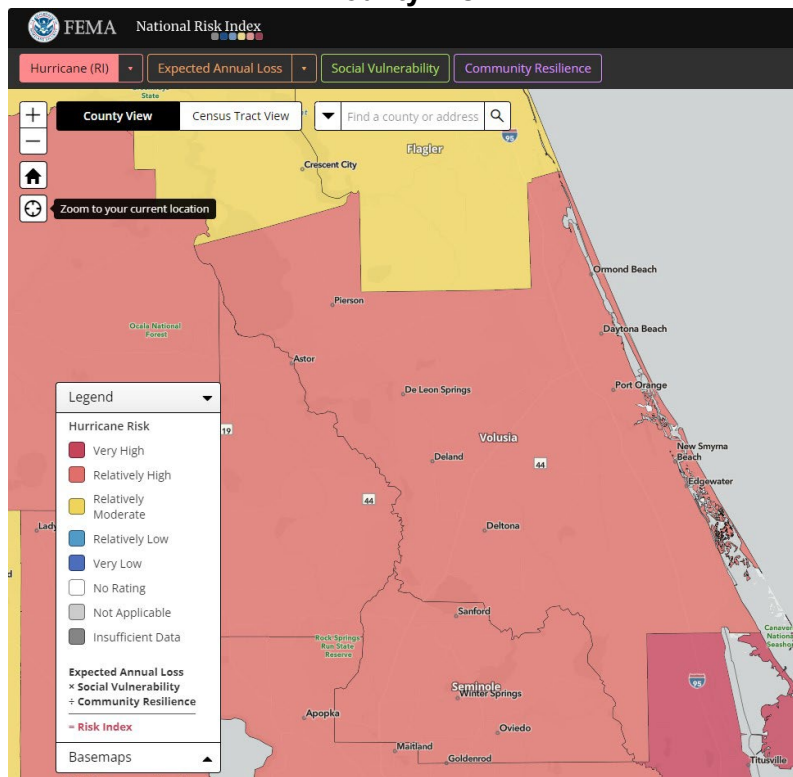 FEMA National Risk Index
Hurricane (RI)
Expected Annual Loss
Social Vulnerability
Community Resilience
State
+
County View
Census Tract View
Find a county or address
95
−
Flagler
Crescent City
Zoom to your current location
Ormond Beach
Pierson
Ocala National
Forest
Daytona Beach
Astor
De Leon Springs
Port Orange
Legend
Hurricane Risk
Very High
Relatively High
Relatively
Moderate
Relatively Low
Very Low
No Rating
Not Applicable
Insufficient Data
Expected Annual Loss
× Social Vulnerability
÷ Community Resilience
= Risk Index
Basemaps
19
Volusia
New Smyrna
Beach
Deland
44
Edgewater
44
Lady
Deltona
Sanford
Rock Springs
Run State
Reserve
Canaver
National
Seashor
95
Seminole
Winter Springs
Apopka
Oviedo
Maitland
Goldenrod
Titusville